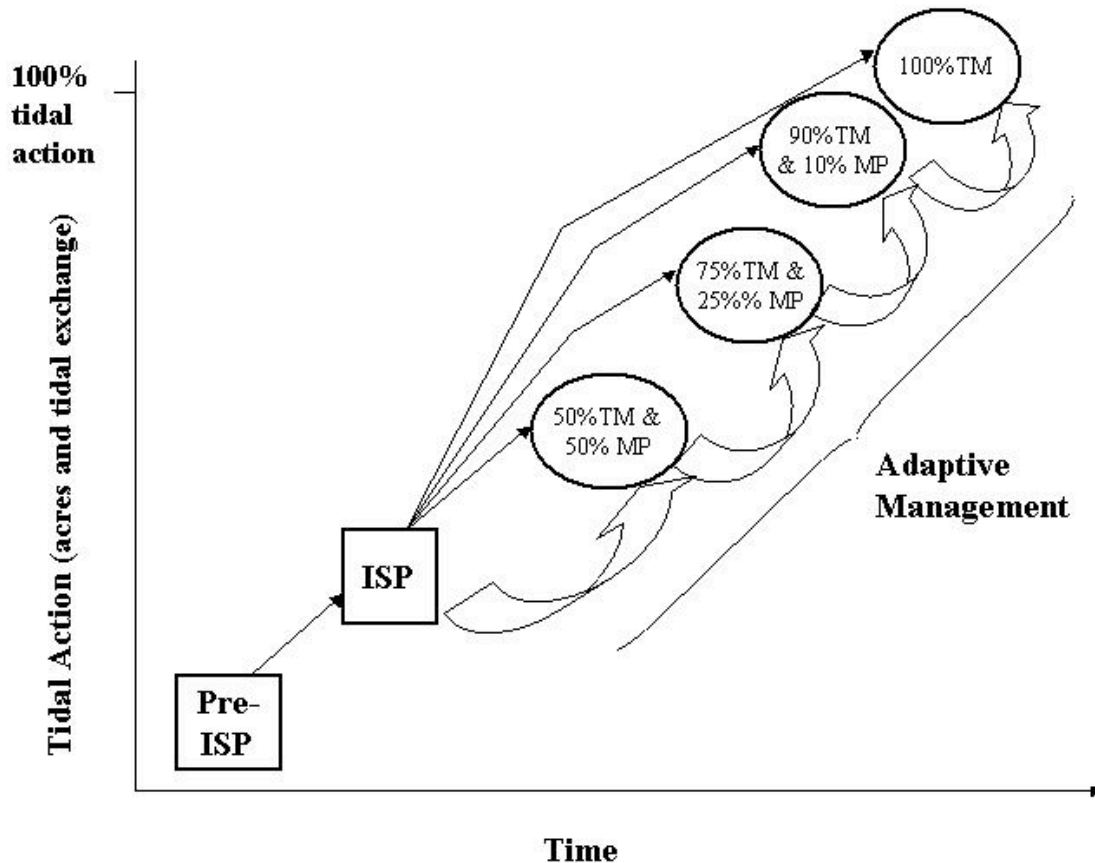 100%
tidal
action
Tidal Action (acres and tidal exchange)
100%TM
90%TM
& 10% MP
75%TM &
25%% MP
50%TM &
50% MP
Adaptive
Management
ISP
Pre-
ISP
Time